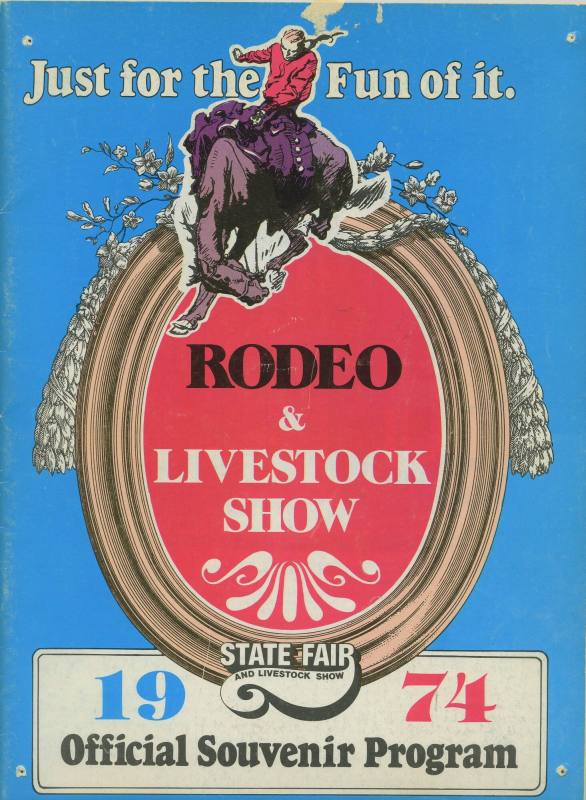 Just for the Fun of it.
RODEO
&
LIVESTOCK
SHOW
STATE FAIR
AND LIVESTOCK SHOW
19 74
Official Souvenir Program